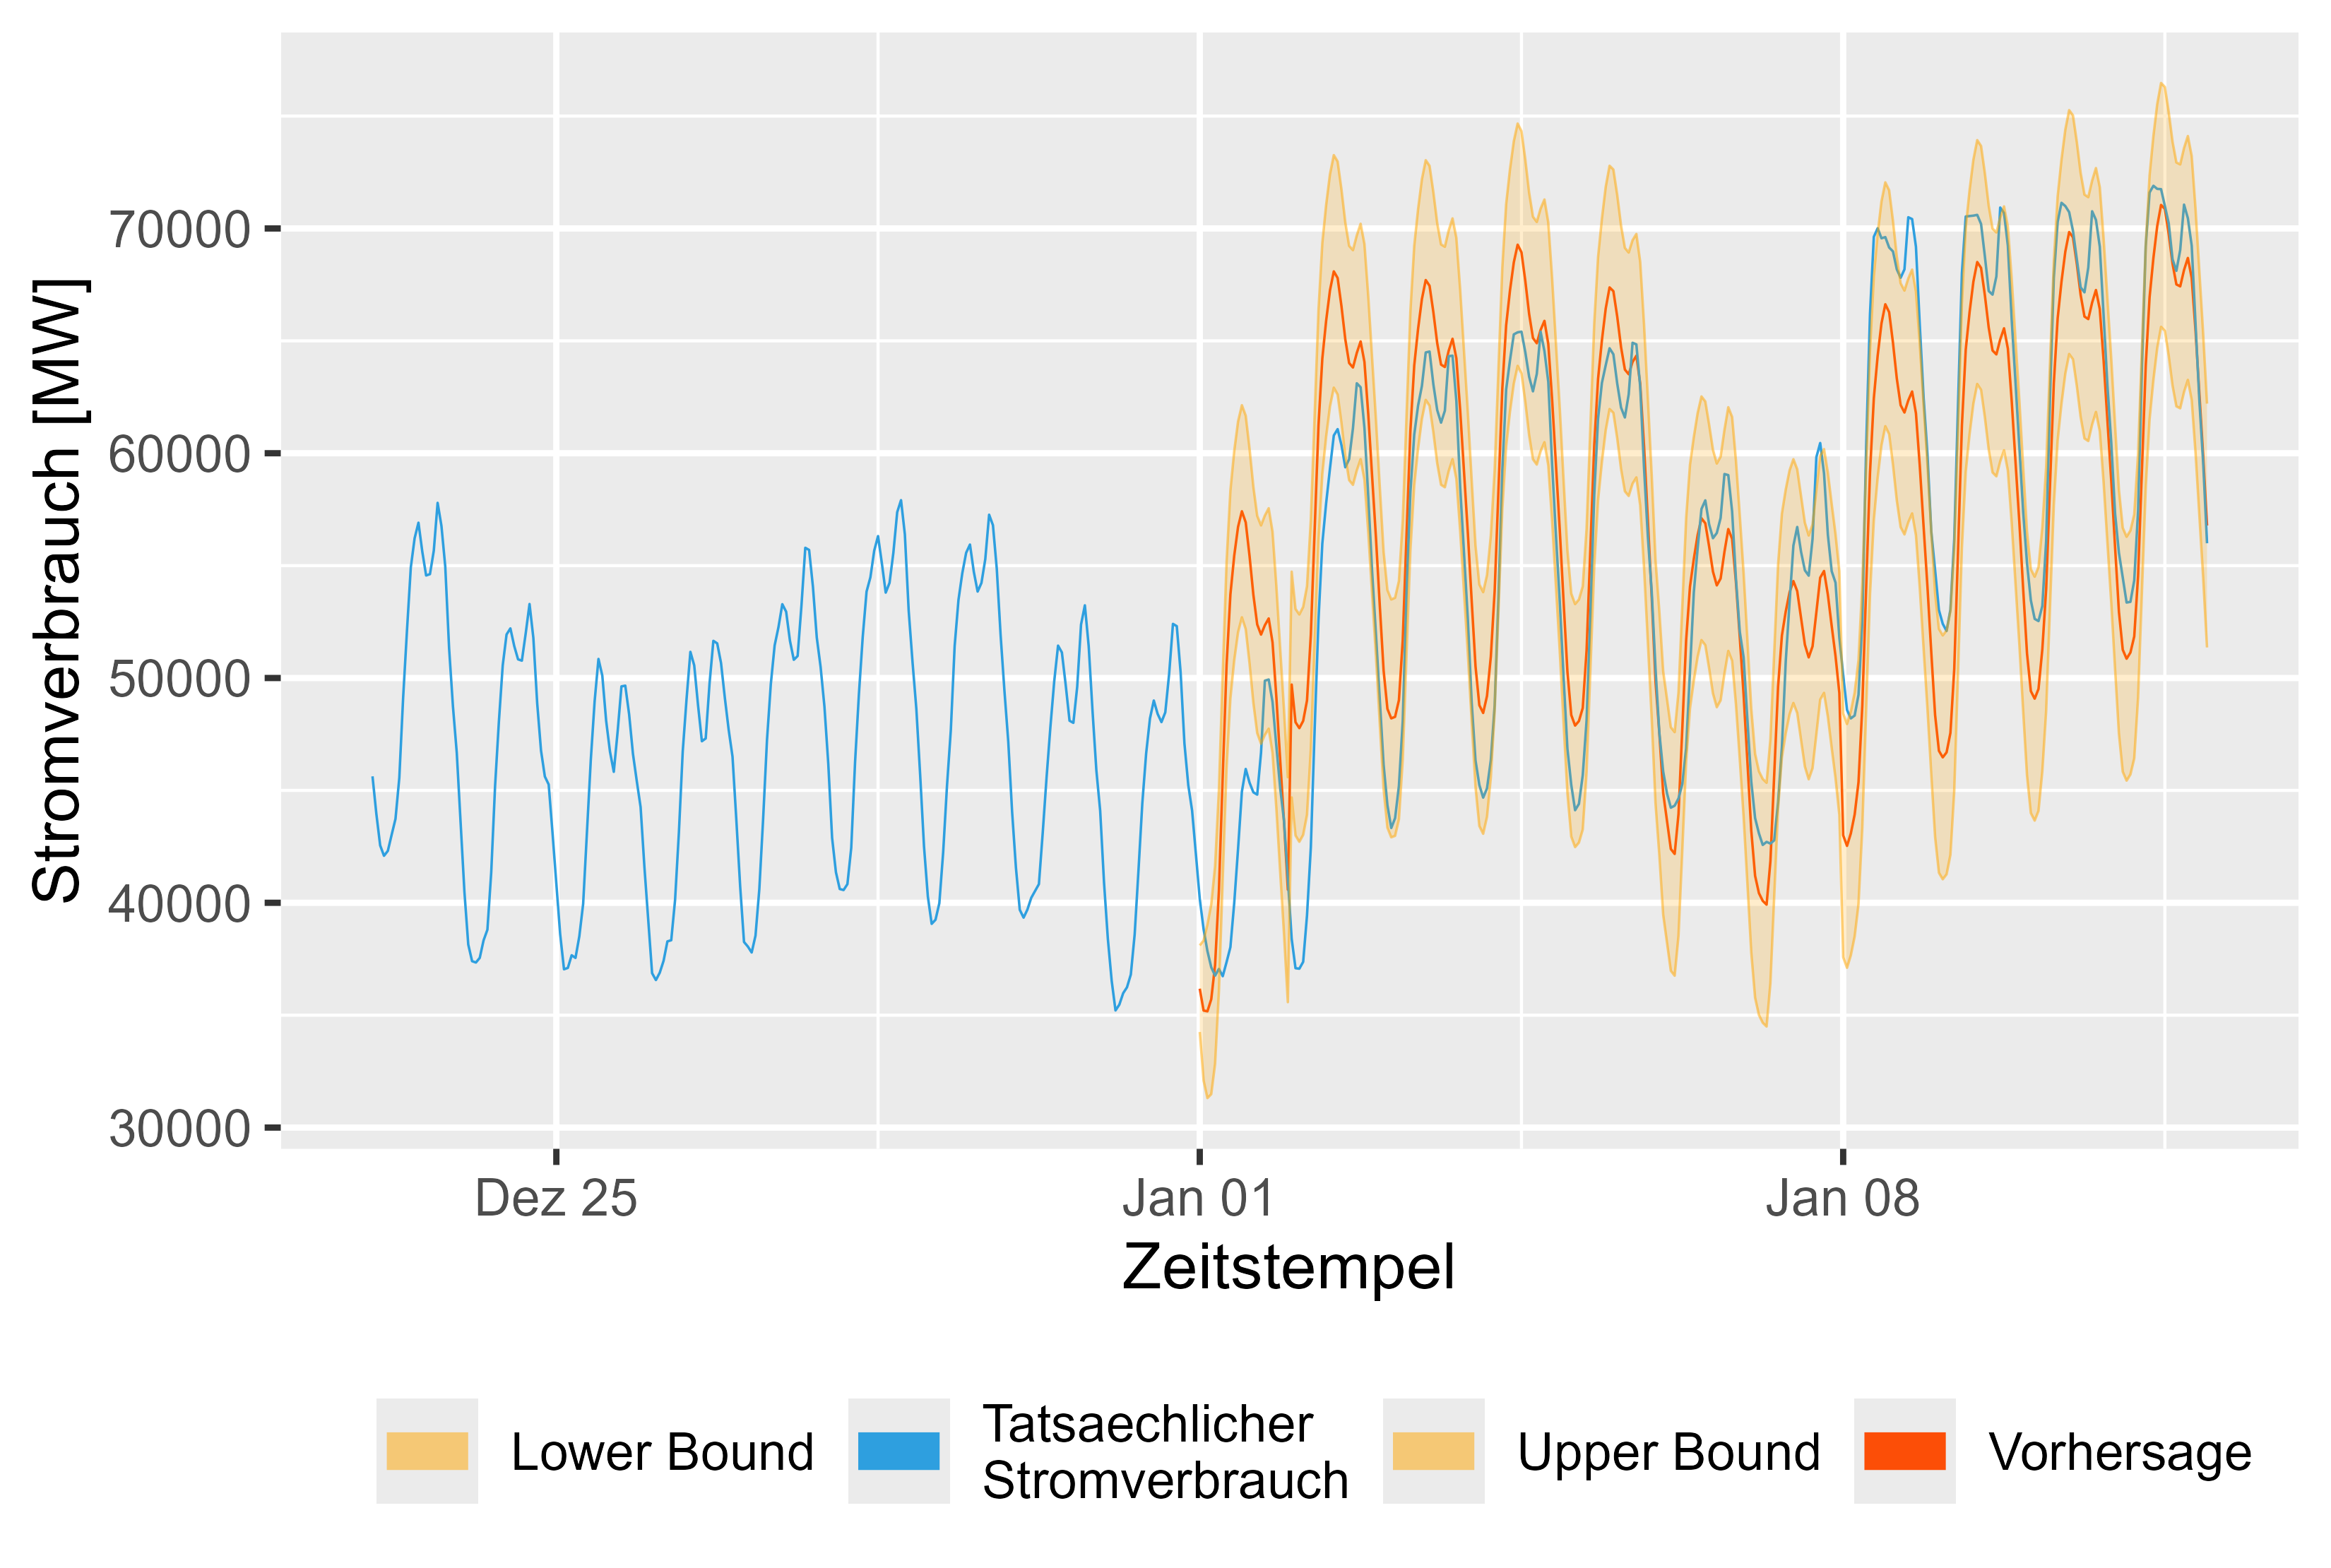 Stromverbrauch [MW]
70000
60000
50000
40000
30000
Dez 25
Jan 01
Jan 08
Zeitstempel
Lower Bound
Tatsaechlicher
Stromverbrauch
Upper Bound
Vorhersage